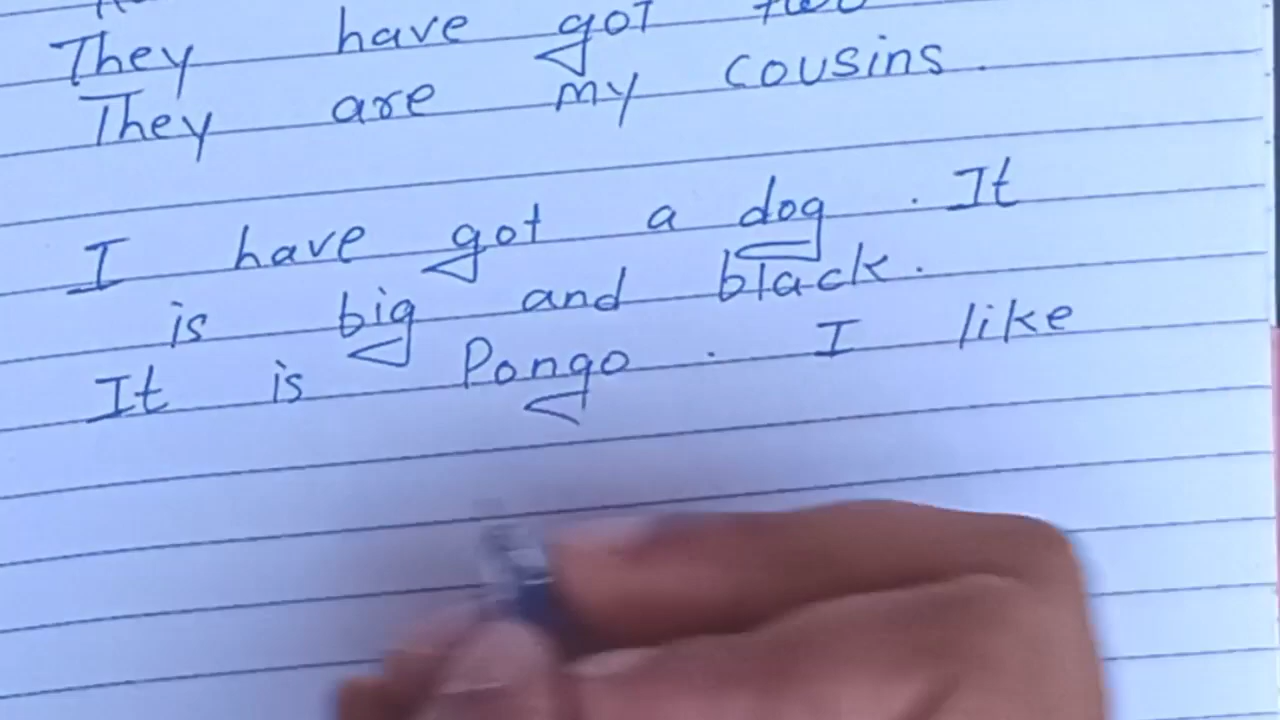 They have got
They are my cousins.
I have got a dog. It
is big and black.
It is Pongo. I like